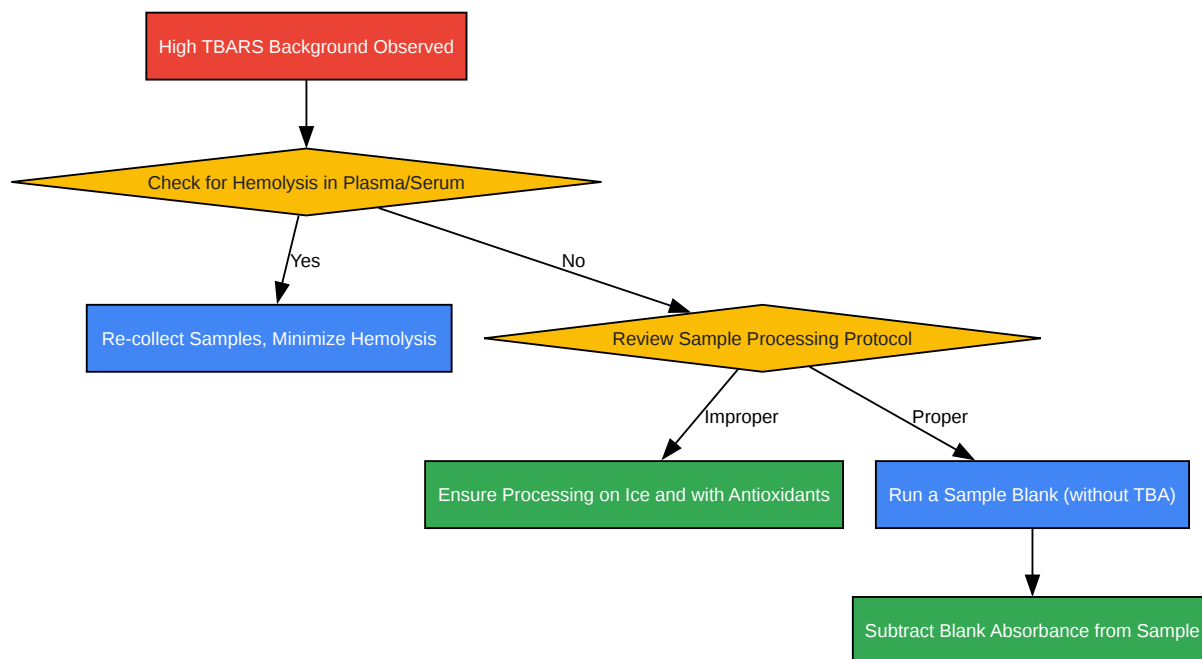 High TBARS Background Observed
Check for Hemolysis in Plasma/Serum
Yes
No
Re-collect Samples, Minimize Hemolysis
Review Sample Processing Protocol
Improper
Proper
Ensure Processing on Ice and with Antioxidants
Run a Sample Blank (without TBA)
Subtract Blank Absorbance from Sample